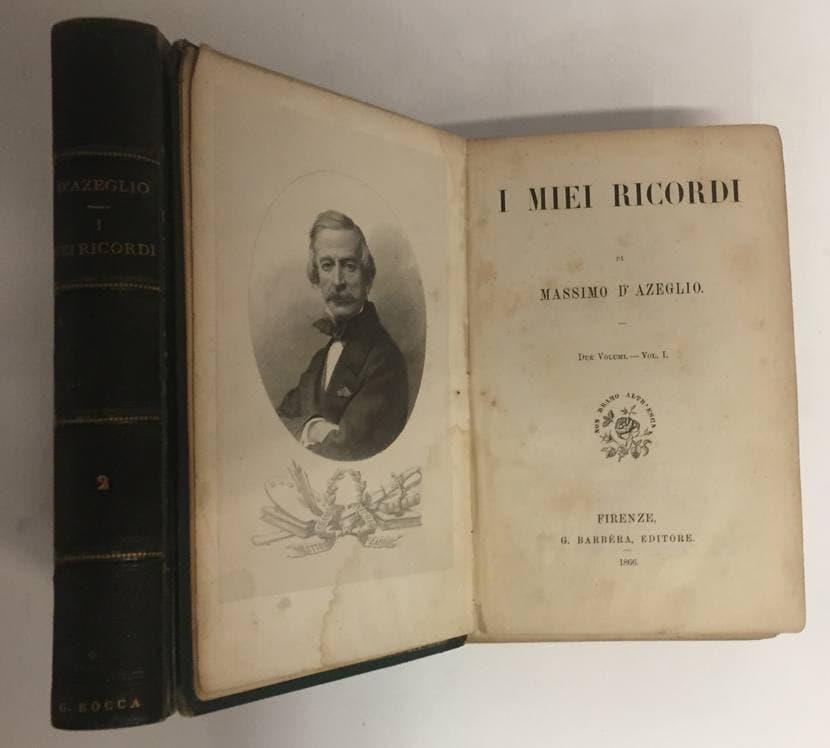 D'AZEGLIO
I
MIEI RICORDI
2
G. ROCCA
I MIEI RICORDI
DI
MASSIMO D' AZEGLIO.
DUE VOLUMI. — VOL. I.
NON BRAMO ALTR'ESCA
FIRENZE,
G. BARBÈRA, EDITORE.
1866.